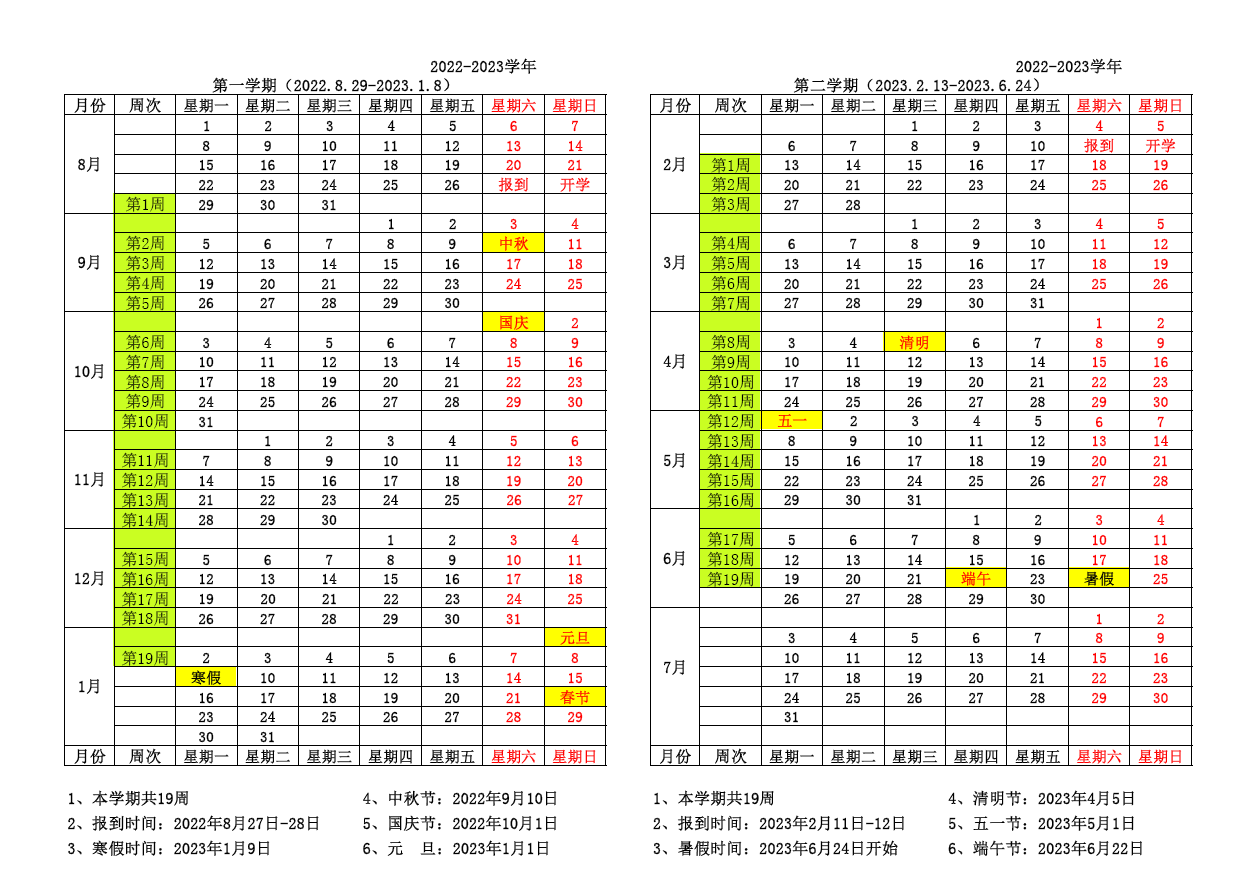 2022-2023学年
第一学期（2022.8.29-2023.1.8）
月份 周次 星期一 星期二 星期三 星期四 星期五 星期六 星期日
1 2 3 4 5 6 7
8 9 10 11 12 13 14
8月 15 16 17 18 19 20 21
22 23 24 25 26 报到 开学
第1周 29 30 31
1 2 3 4
第2周 5 6 7 8 9 中秋 11
9月 第3周 12 13 14 15 16 17 18
第4周 19 20 21 22 23 24 25
第5周 26 27 28 29 30
国庆 2
第6周 3 4 5 6 7 8 9
第7周 10 11 12 13 14 15 16
10月 第8周 17 18 19 20 21 22 23
第9周 24 25 26 27 28 29 30
第10周 31
1 2 3 4 5 6
第11周 7 8 9 10 11 12 13
11月 第12周 14 15 16 17 18 19 20
第13周 21 22 23 24 25 26 27
第14周 28 29 30
1 2 3 4
第15周 5 6 7 8 9 10 11
12月 第16周 12 13 14 15 16 17 18
第17周 19 20 21 22 23 24 25
第18周 26 27 28 29 30 31
元旦
第19周 2 3 4 5 6 7 8
1月 寒假 10 11 12 13 14 15
16 17 18 19 20 21 春节
23 24 25 26 27 28 29
30 31
月份 周次 星期一 星期二 星期三 星期四 星期五 星期六 星期日
1、本学期共19周 4、中秋节：2022年9月10日
2、报到时间：2022年8月27日-28日 5、国庆节：2022年10月1日
3、寒假时间：2023年1月9日 6、元　旦：2023年1月1日
2022-2023学年
第二学期（2023.2.13-2023.6.24）
月份 周次 星期一 星期二 星期三 星期四 星期五 星期六 星期日
1 2 3 4 5
6 7 8 9 10 报到 开学
2月 第1周 13 14 15 16 17 18 19
第2周 20 21 22 23 24 25 26
第3周 27 28
1 2 3 4 5
第4周 6 7 8 9 10 11 12
3月 第5周 13 14 15 16 17 18 19
第6周 20 21 22 23 24 25 26
第7周 27 28 29 30 31
1 2
第8周 3 4 清明 6 7 8 9
4月 第9周 10 11 12 13 14 15 16
第10周 17 18 19 20 21 22 23
第11周 24 25 26 27 28 29 30
第12周 五一 2 3 4 5 6 7
第13周 8 9 10 11 12 13 14
5月 第14周 15 16 17 18 19 20 21
第15周 22 23 24 25 26 27 28
第16周 29 30 31
1 2 3 4
第17周 5 6 7 8 9 10 11
6月 第18周 12 13 14 15 16 17 18
第19周 19 20 21 端午 23 暑假 25
26 27 28 29 30
1 2
3 4 5 6 7 8 9
10 11 12 13 14 15 16
7月 17 18 19 20 21 22 23
24 25 26 27 28 29 30
31
月份 周次 星期一 星期二 星期三 星期四 星期五 星期六 星期日
1、本学期共19周 4、清明节：2023年4月5日
2、报到时间：2023年2月11日-12日 5、五一节：2023年5月1日
3、暑假时间：2023年6月24日开始 6、端午节：2023年6月22日